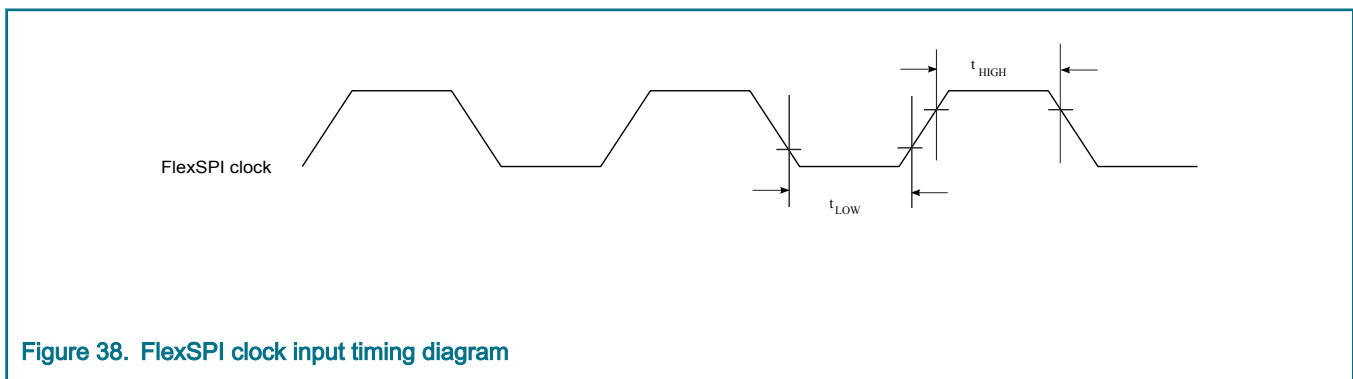 t HIGH
FlexSPI clock
t LOW
Figure 38. FlexSPI clock input timing diagram